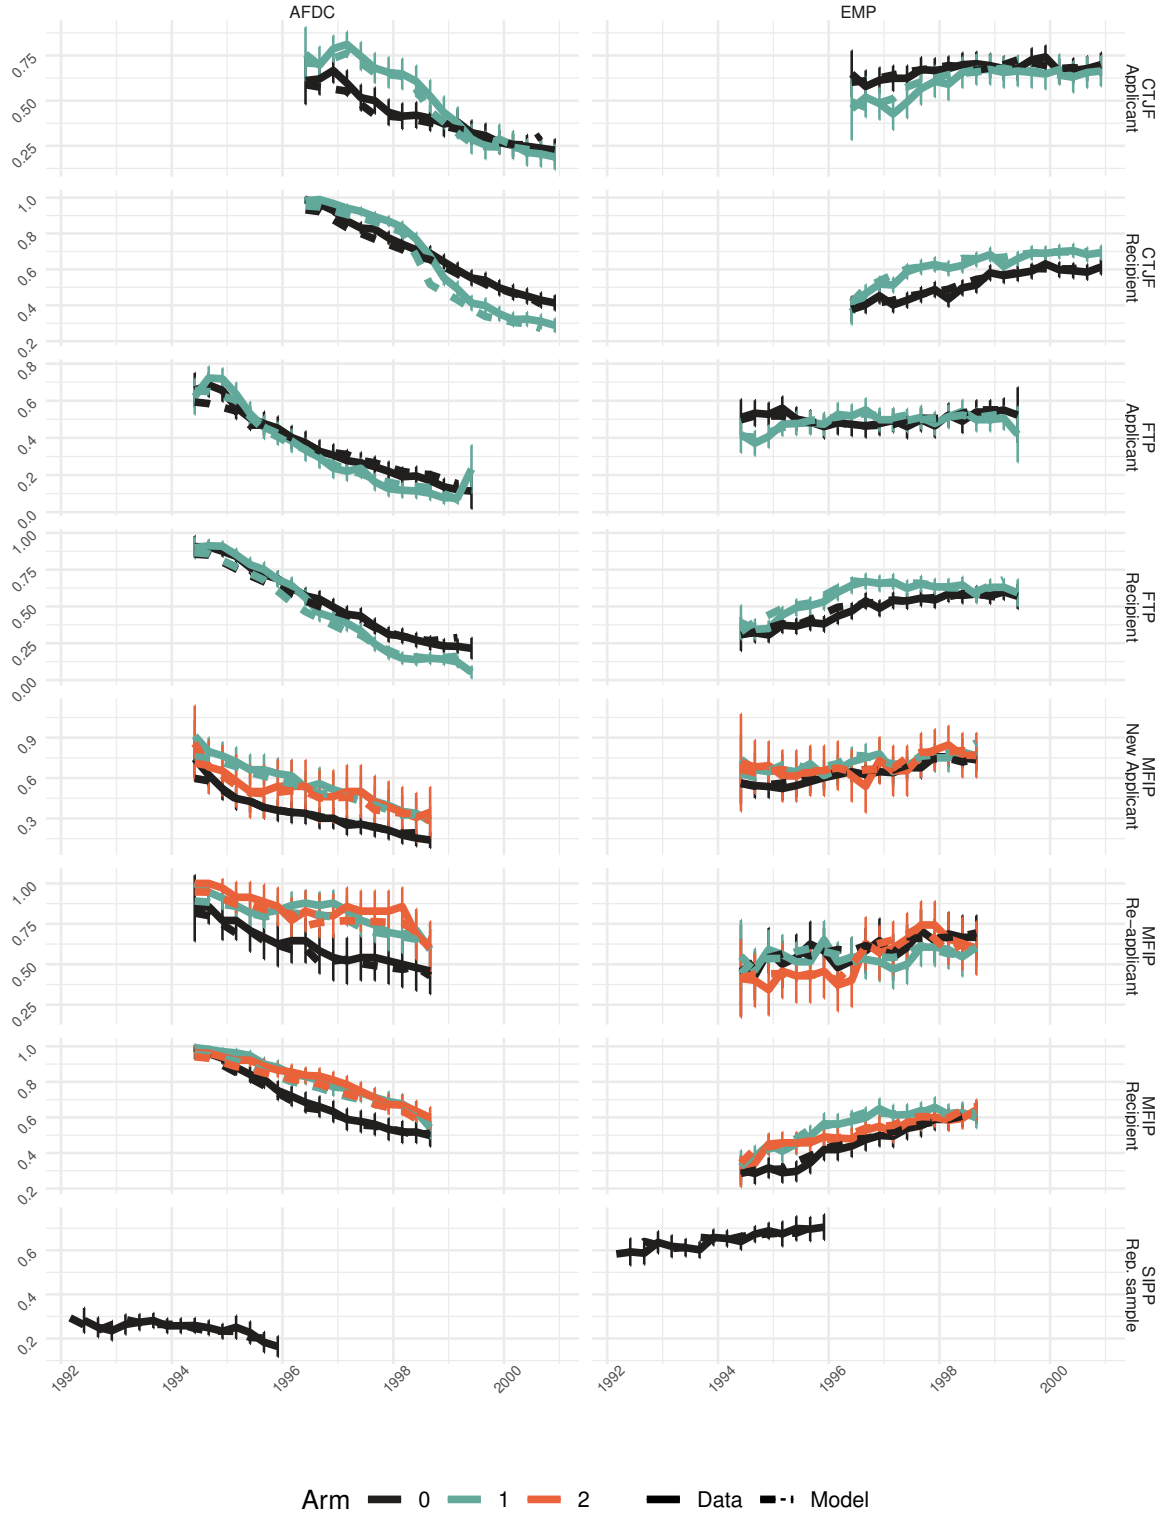 AFDC
EMP
0.75
0.50
0.25
CTJF
Applicant
1.0
0.8
0.6
0.4
0.2
CTJF
Recipient
0.8
0.6
0.4
0.2
0.0
FTP
Applicant
1.00
0.75
0.50
0.25
0.00
FTP
Recipient
0.9
0.6
0.3
MFIP
New Applicant
1.00
0.75
0.50
0.25
MFIP
Re−applicant
1.0
0.8
0.6
0.4
0.2
MFIP
Recipient
0.6
0.4
0.2
SIPP
Rep. sample
1992 1994 1996 1998 2000
1992 1994 1996 1998 2000
Arm 0 1 2 Data Model